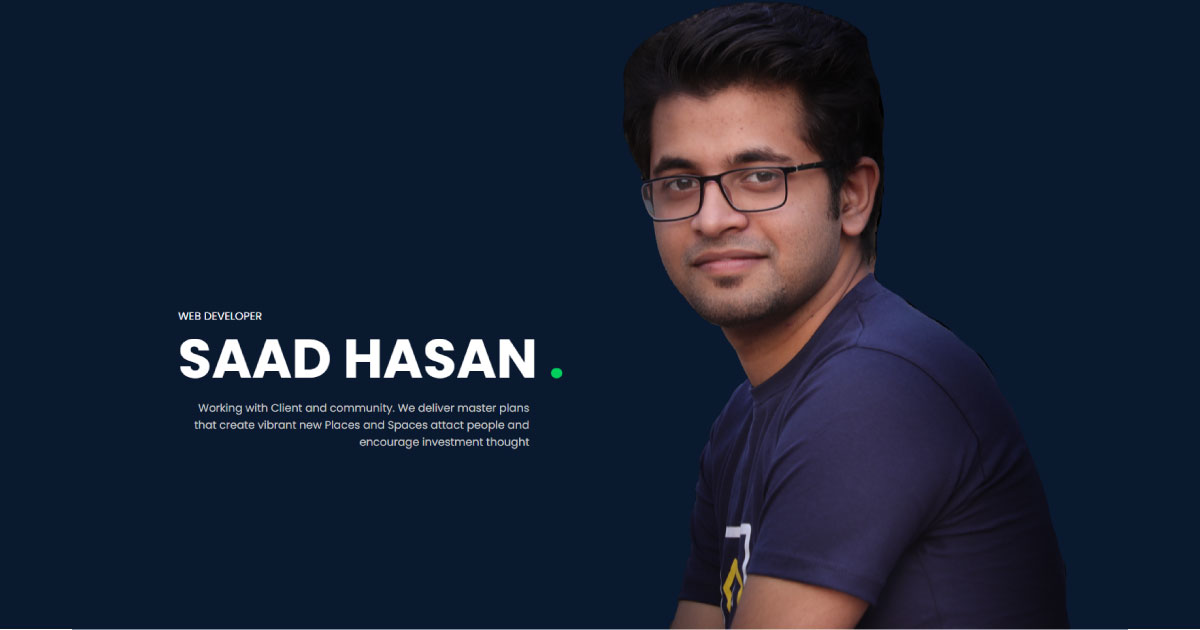 WEB DEVELOPER
SAAD HASAN .
Working with Client and community. We deliver master plans
that create vibrant new Places and Spaces attact people and
encourage investment thought